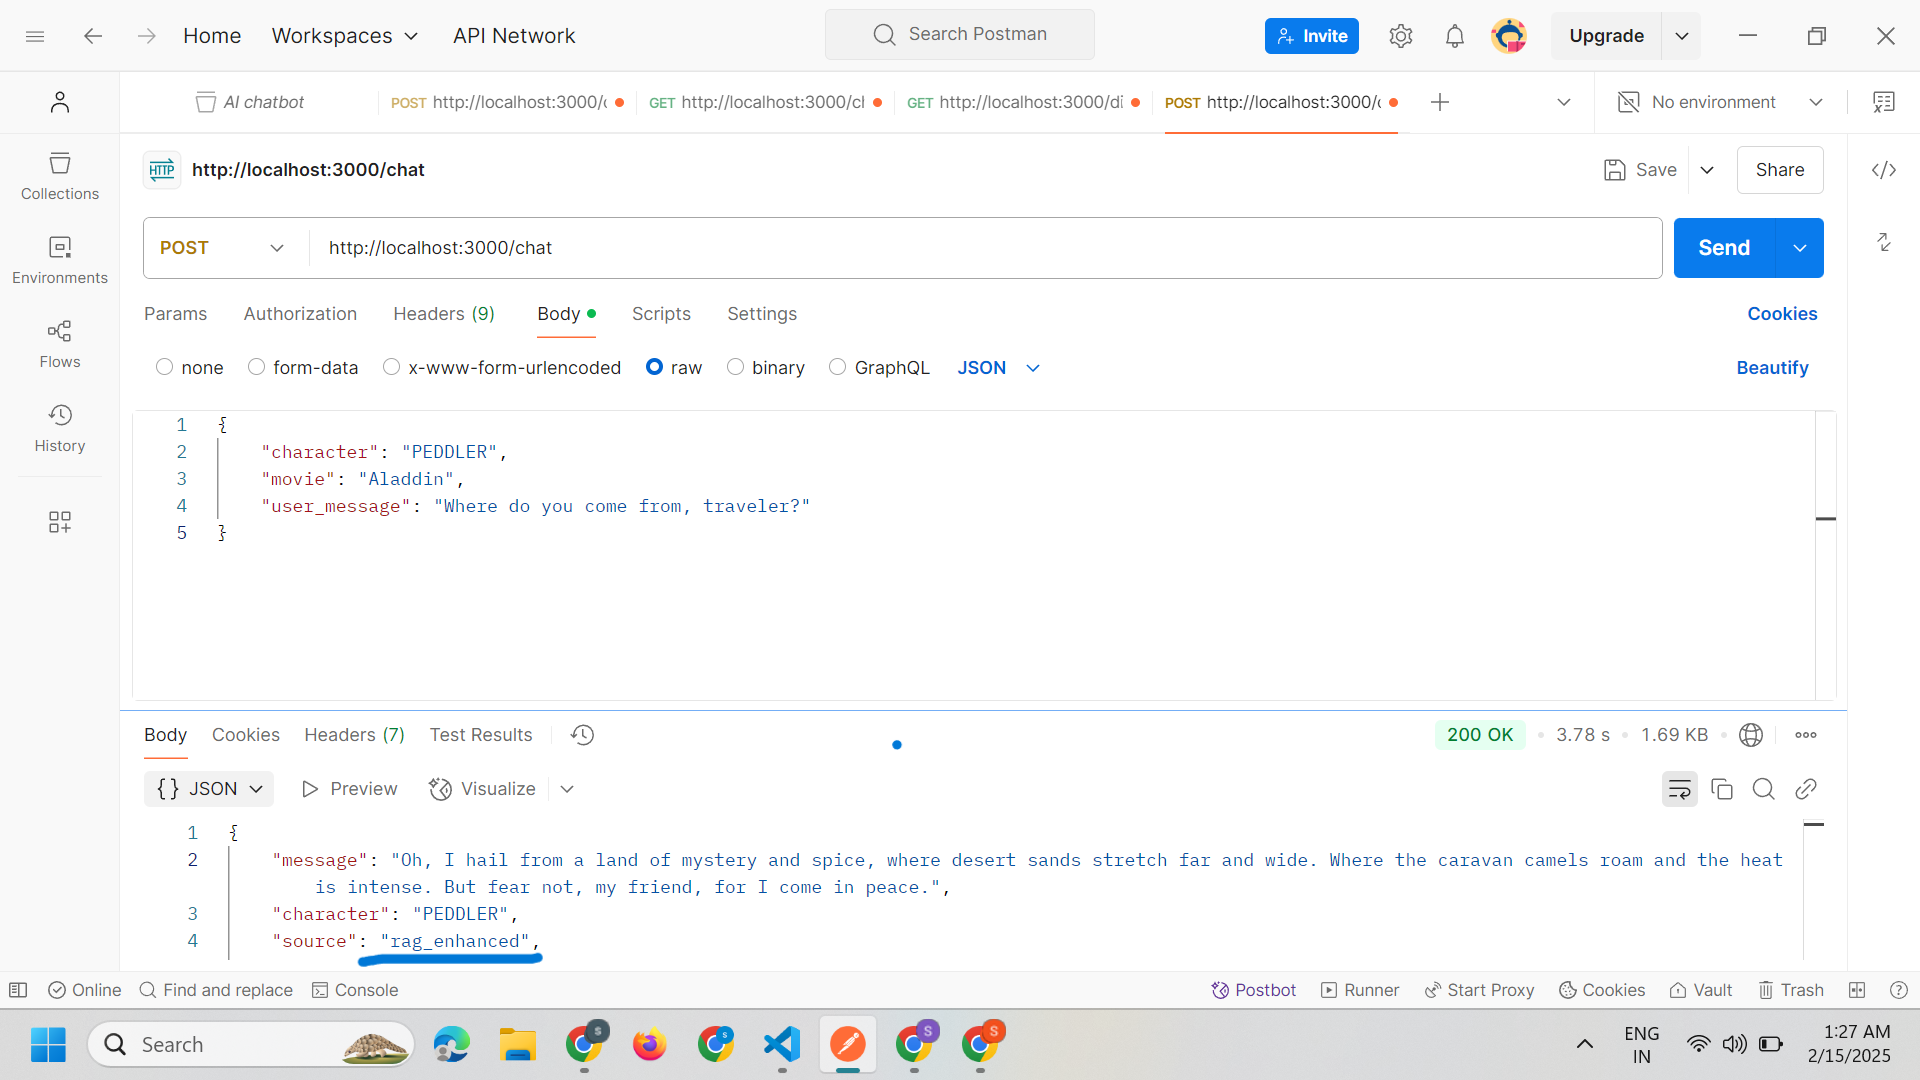 Home
Workspaces
API Network
Search Postman
Invite
Upgrade
AI chatbot
POST http://localhost:3000/c
GET http://localhost:3000/cl
GET http://localhost:3000/di
POST http://localhost:3000/c
No environment
HTTP http://localhost:3000/chat
Save
Share
Collections
Environments
Flows
History
POST
http://localhost:3000/chat
Send
Params
Authorization
Headers (9)
Body
Scripts
Settings
Cookies
none
form-data
x-www-form-urlencoded
raw
binary
GraphQL
JSON
Beautify
1 {
2 "character": "PEDDLER",
3 "movie": "Aladdin",
4 "user_message": "Where do you come from, traveler?"
5 }
Body
Cookies
Headers (7)
Test Results
200 OK
3.78 s
1.69 KB
{} JSON
Preview
Visualize
1 {
2 "message": "Oh, I hail from a land of mystery and spice, where desert sands stretch far and wide. Where the caravan camels roam and the heat
is intense. But fear not, my friend, for I come in peace.",
3 "character": "PEDDLER",
4 "source": "rag_enhanced",
Online
Find and replace
Console
Postbot
Runner
Start Proxy
Cookies
Vault
Trash
Search
S
S
S
S
ENG
IN
1:27 AM
2/15/2025